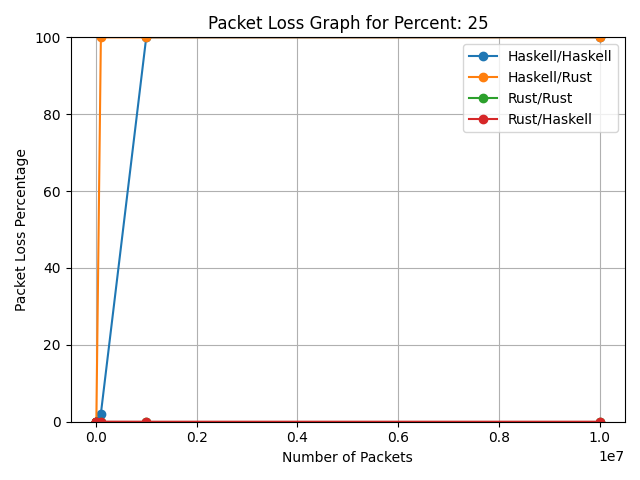 Packet Loss Graph for Percent: 25
Packet Loss Percentage
100
80
60
40
20
0
Haskell/Haskell
Haskell/Rust
Rust/Rust
Rust/Haskell
0.0 0.2 0.4 0.6 0.8 1.0
1e7
Number of Packets